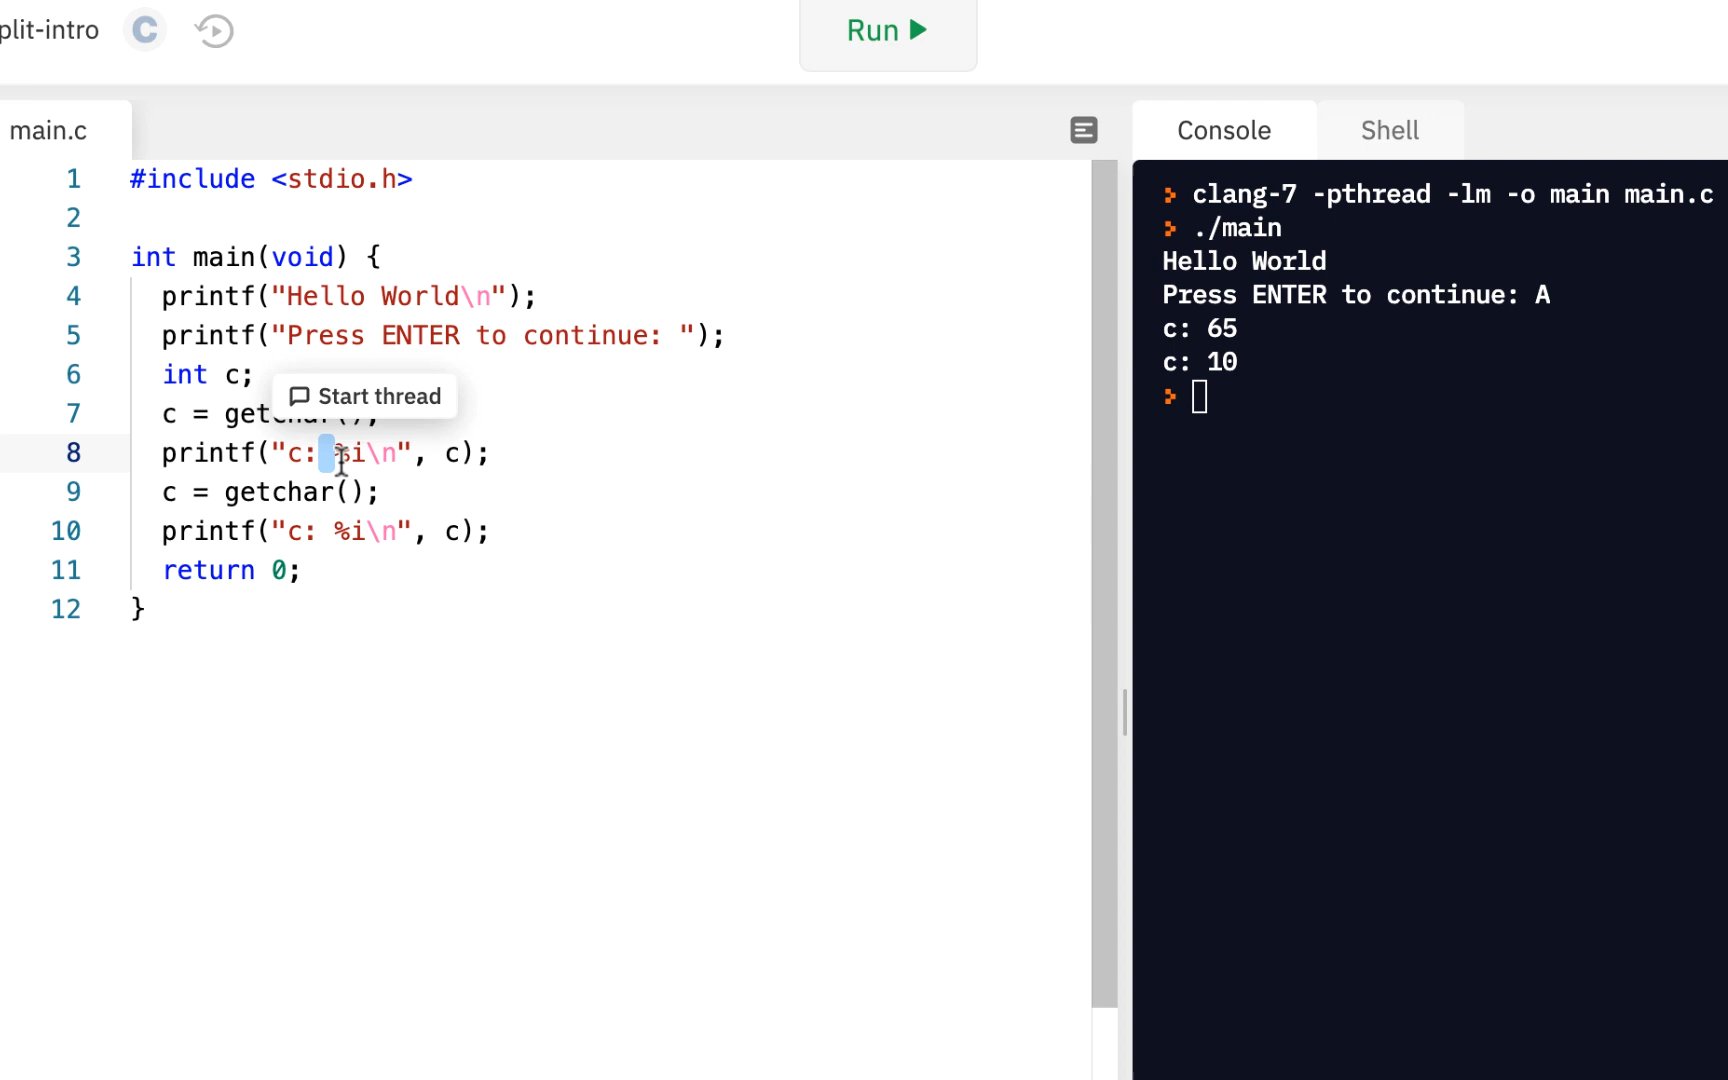 plit-intro C
Run
main.c
Console Shell
1 #include <stdio.h>
2
3 int main(void) {
4 printf("Hello World\n");
5 printf("Press ENTER to continue: ");
6 int c;
Start thread
7 c = getchar();
8 printf("c: %i\n", c);
9 c = getchar();
10 printf("c: %i\n", c);
11 return 0;
12 }
> clang-7 -pthread -lm -o main main.c
> ./main
Hello World
Press ENTER to continue: A
c: 65
c: 10
>